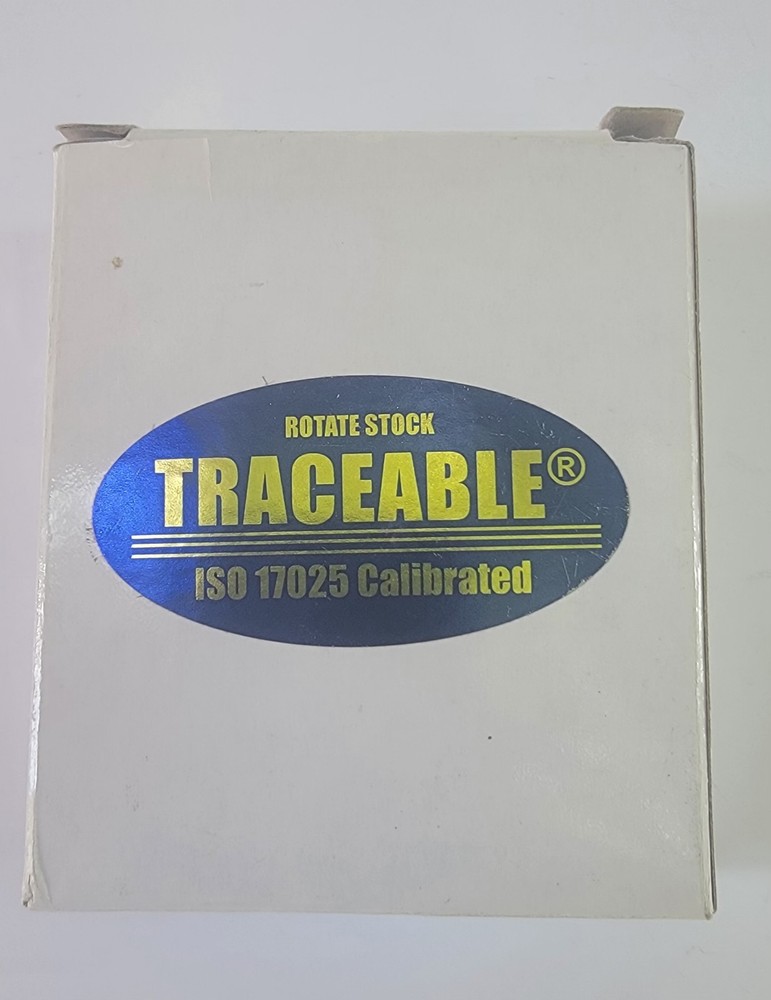 ROTATE STOCK
TRACEABLE®
ISO 17025 Calibrated